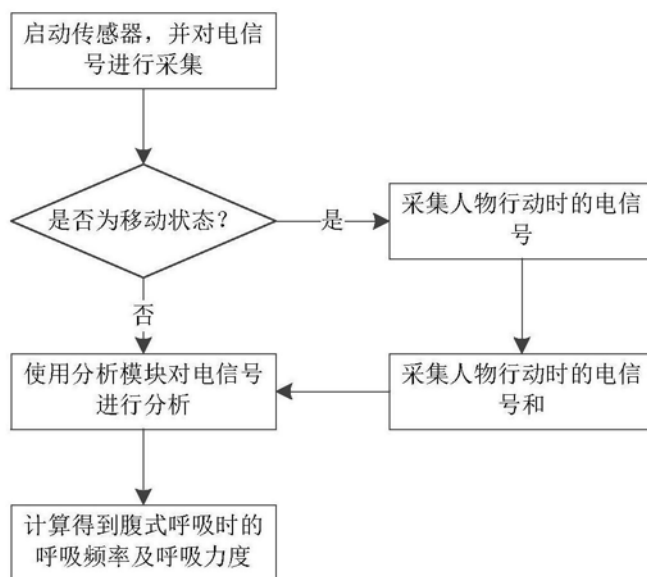 启动传感器，并对电信
号进行采集
是否为移动状态？
是
采集人物行动时的电信
号
否
使用分析模块对电信号
进行分析
采集人物行动时的电信
号和
计算得到腹式呼吸时的
呼吸频率及呼吸力度